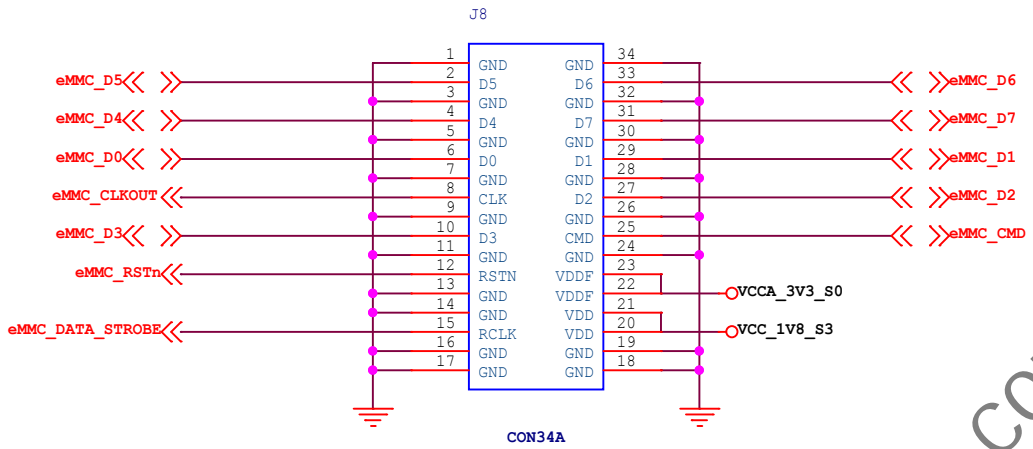 J8
1 GND GND 34
eMMC_D5 2 D5 D6 33 eMMC_D6
3 GND GND 32
eMMC_D4 4 D4 D7 31 eMMC_D7
5 GND GND 30
eMMC_D0 6 D0 D1 29 eMMC_D1
7 GND GND 28
eMMC_CLKOUT 8 CLK D2 27 eMMC_D2
9 GND GND 26
eMMC_D3 10 D3 CMD 25 eMMC_CMD
11 GND GND 24
eMMC_RSTn 12 RSTN VDDF 23
13 GND VDDF 22 VCCA_3V3_S0
14 GND VDD 21
eMMC_DATA_STROBE 15 RCLK VDD 20 VCC_1V8_S3
16 GND GND 19
17 GND GND 18
CON34A